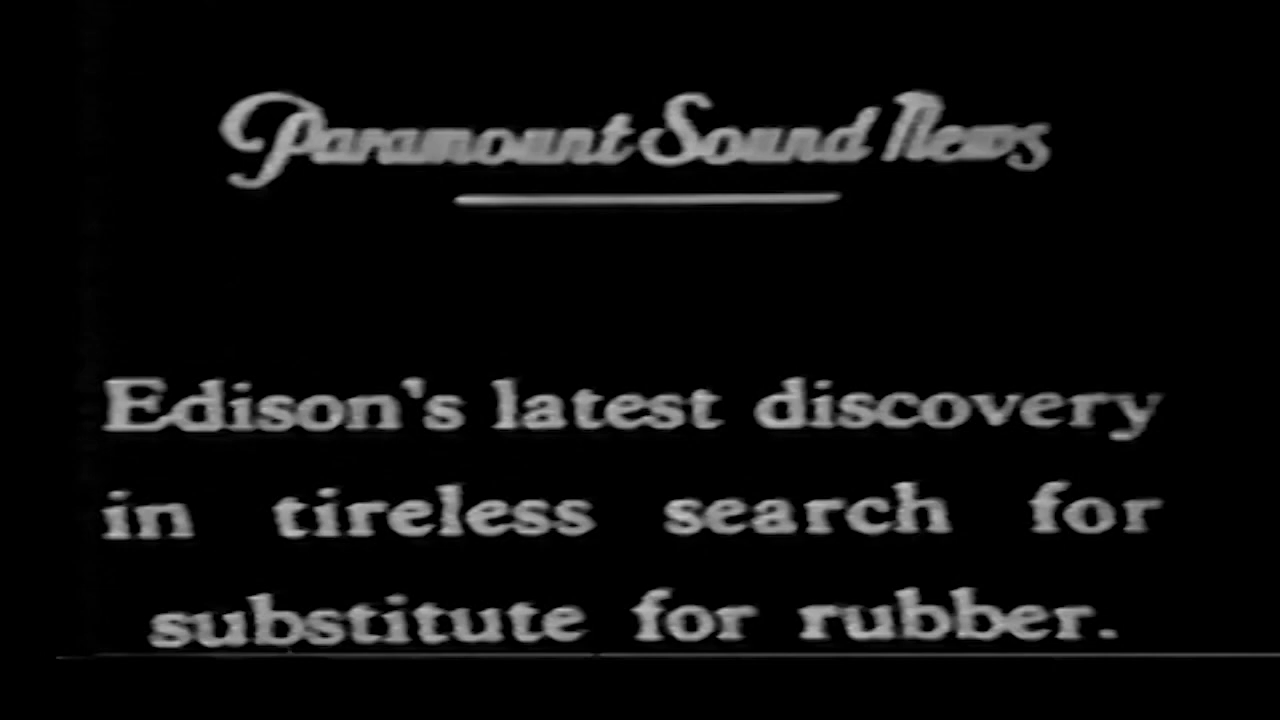 Paramount Sound News
Edison's latest discovery
in tireless search for
substitute for rubber.